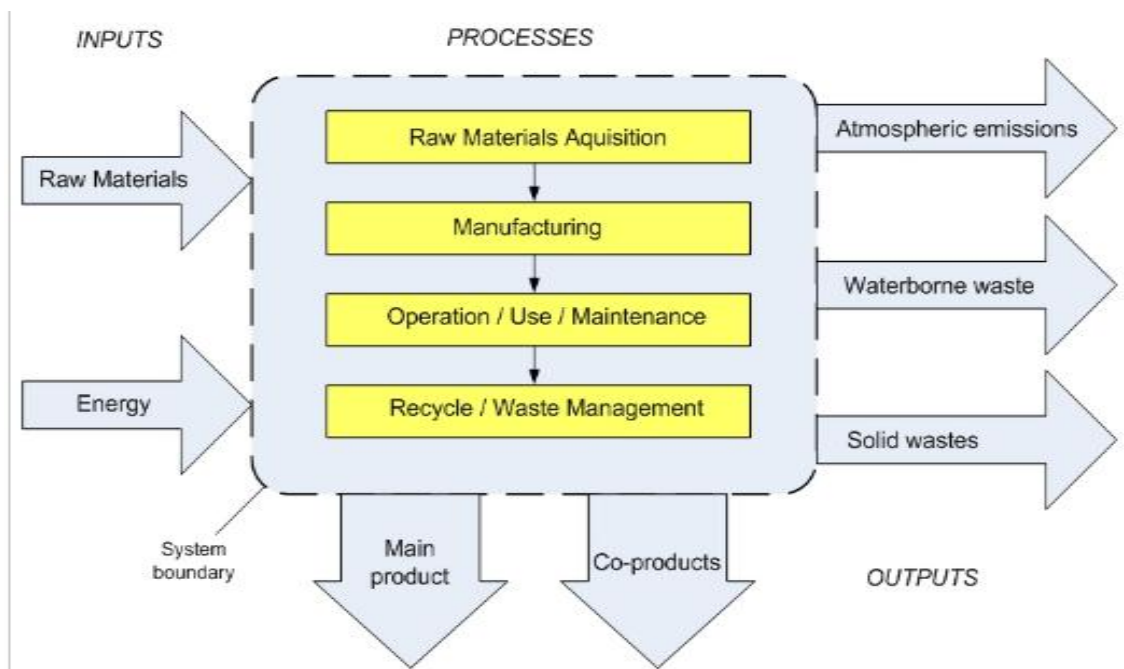 INPUTS
PROCESSES
Raw Materials Aquisition
Atmospheric emissions
Raw Materials
Manufacturing
Waterborne waste
Operation / Use / Maintenance
Energy
Recycle / Waste Management
Solid wastes
System
boundary
Main
product
Co-products
OUTPUTS